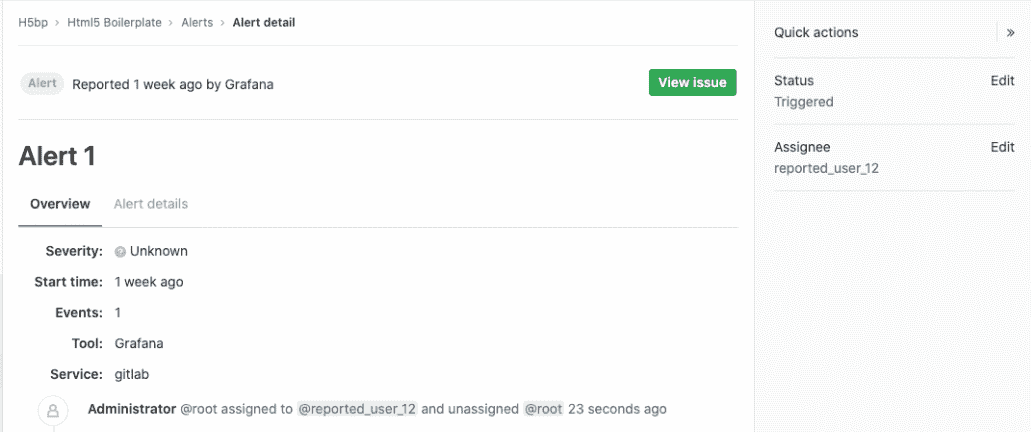 H5bp › Html5 Boilerplate › Alerts › Alert detail
Alert Reported 1 week ago by Grafana View issue
Alert 1
Overview Alert details
Severity: Unknown
Start time: 1 week ago
Events: 1
Tool: Grafana
Service: gitlab
Administrator @root assigned to @reported_user_12 and unassigned @root 23 seconds ago
Quick actions »
Status Edit
Triggered
Assignee Edit
reported_user_12